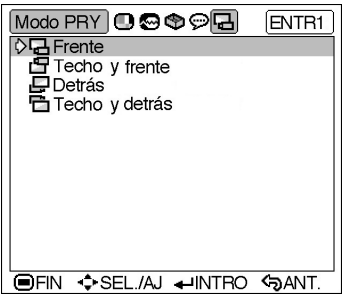 Modo PRY ENTR1
Frente
Techo y frente
Detrás
Techo y detrás
FIN SEL./AJ INTRO ANT.